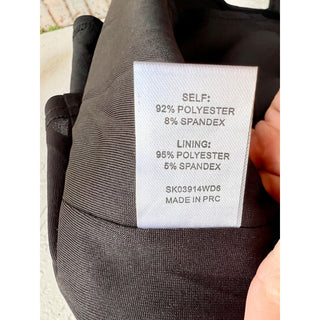 SELF:
92% POLYESTER
8% SPANDEX
LINING:
95% POLYESTER
5% SPANDEX
SK03914WD6
MADE IN PRC